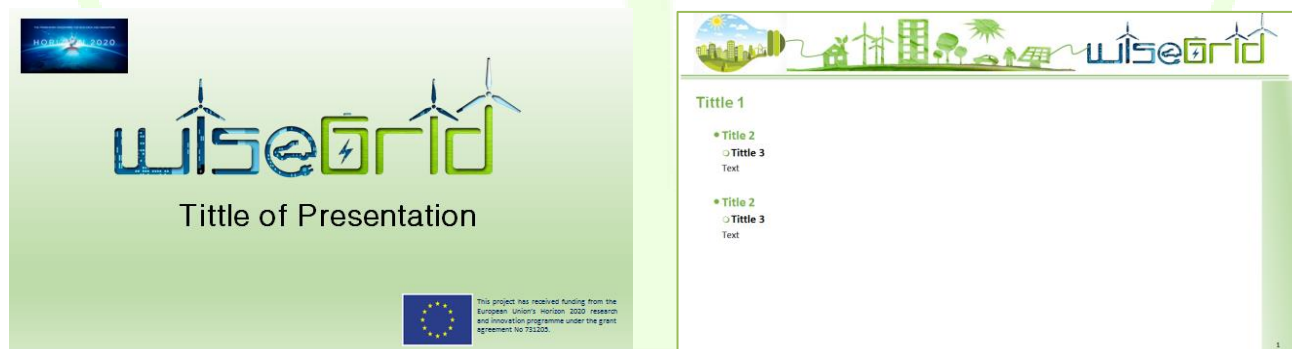 HORIZON 2020
wiseGrid
Tittle of Presentation
This project has received funding from the
European Union's Horizon 2020 research
and innovation programme under the grant
agreement No 731205.
wiseGrid
Tittle 1
• Title 2
○ Tittle 3
Text
• Title 2
○ Tittle 3
Text
1